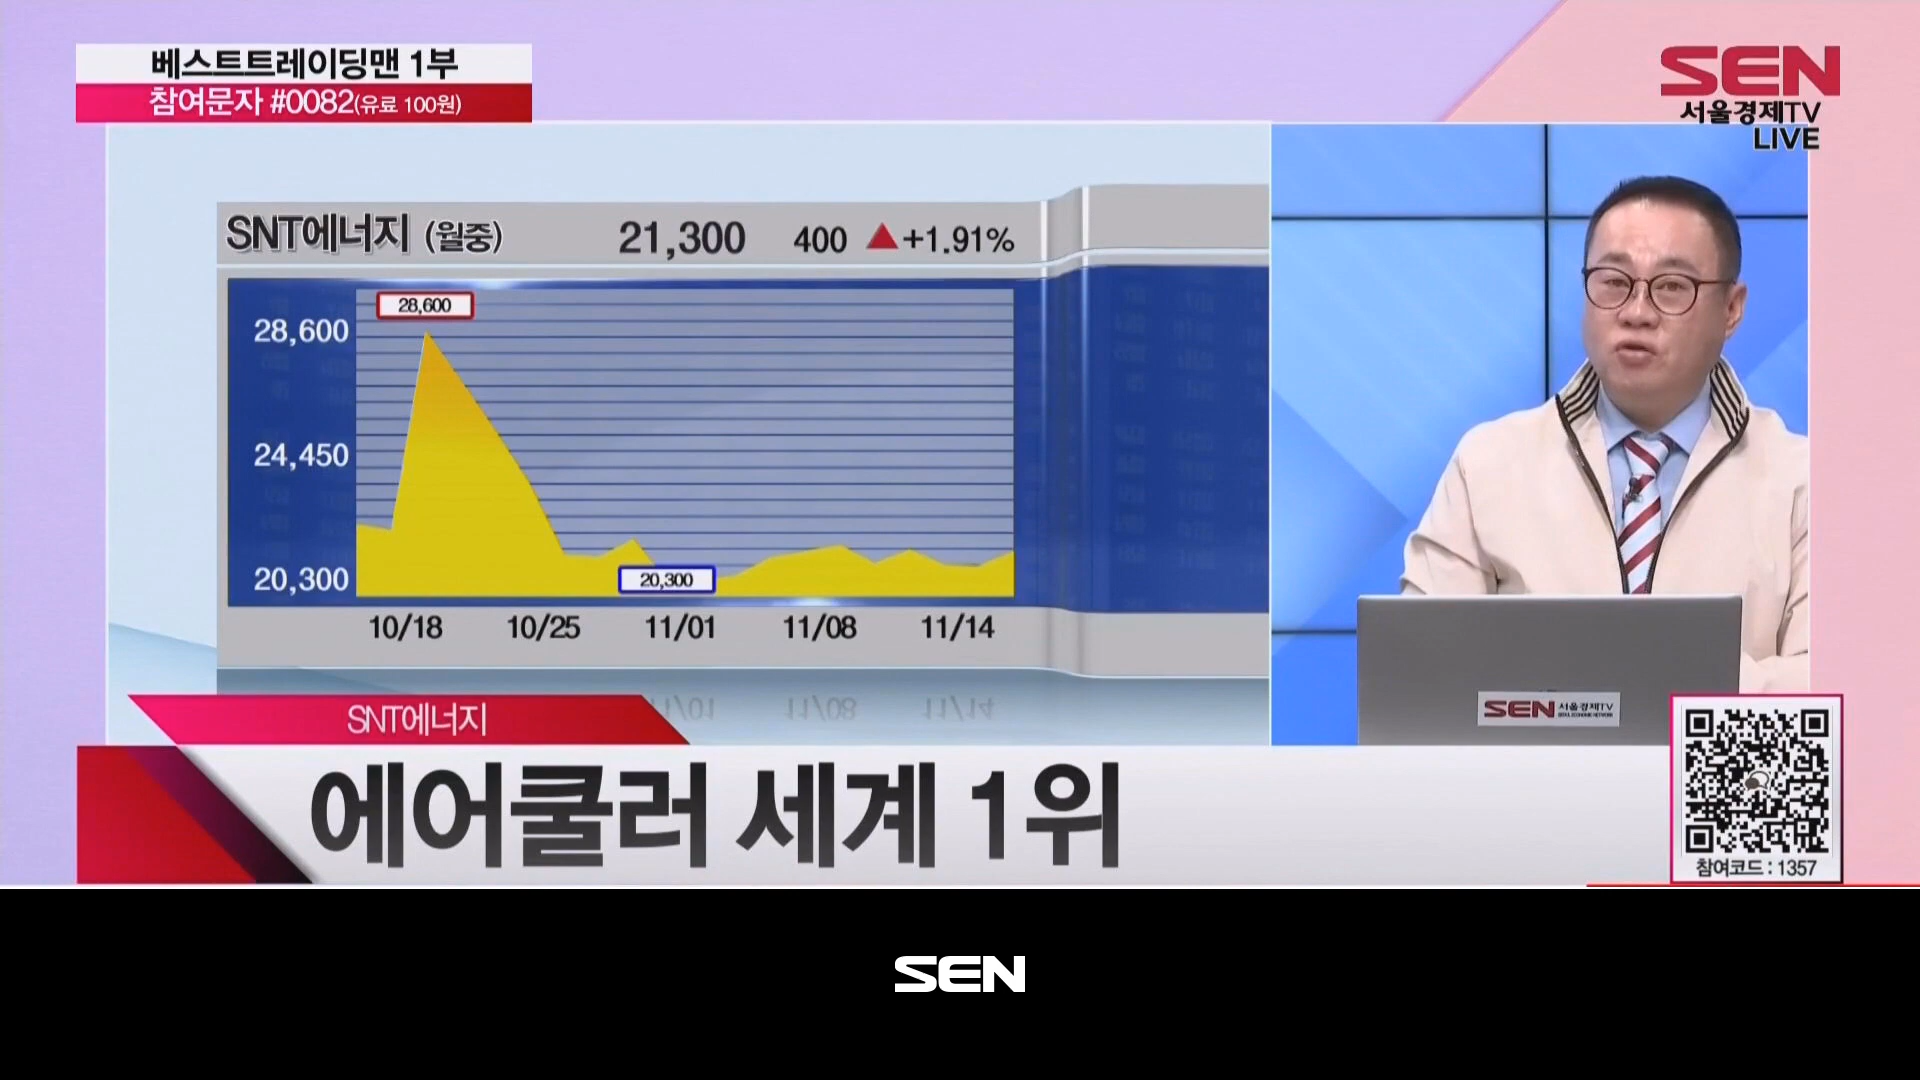 베스트트레이딩맨 1부
참여문자 #0082(유료 100원)
SEN
서울경제TV
LIVE
SNT에너지 (월중) 21,300 400 ▲+1.91%
28,600
28,600
24,450
20,300
20,300
10/18 10/25 11/01 11/08 11/14
SNT에너지
에어쿨러 세계 1위
SEN 서울경제TV
참여코드 : 1357
SEN